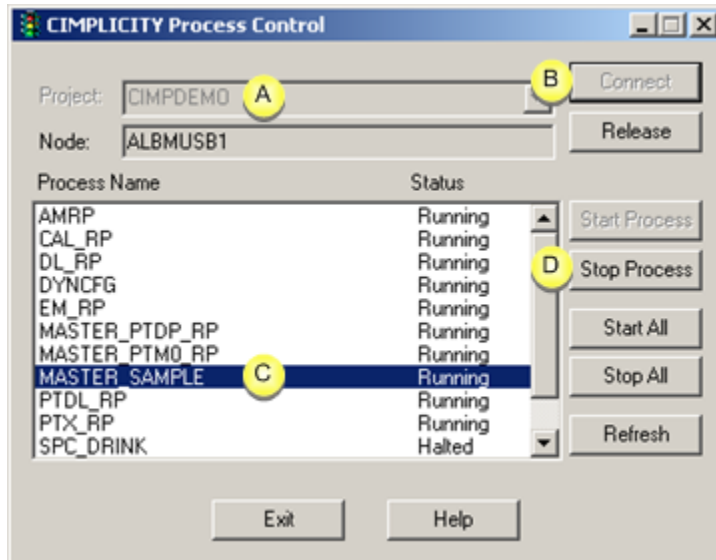 CIMPLICITY Process Control
Project: CIMPDEMO A B Connect
Node: ALBMUSB1 Release
Process Name Status
AMRP Running Start Process
CAL_RP Running
DL_RP Running
DYNCFG Running D Stop Process
EM_RP Running
MASTER_PTDP_RP Running Start All
MASTER_PTM0_RP Running
MASTER_SAMPLE C Running Stop All
PTDL_RP Running
PTX_RP Running Refresh
SPC_DRINK Halted
Exit Help